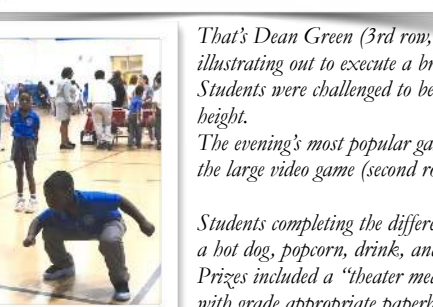 That's Dean Green (3rd row,
illustrating out to execute a br
Students were challenged to be
height.
The evening's most popular ga
the large video game (second ro
Students completing the differe
a hot dog, popcorn, drink, and
Prizes included a "theater mea
with grade appropriate paperb